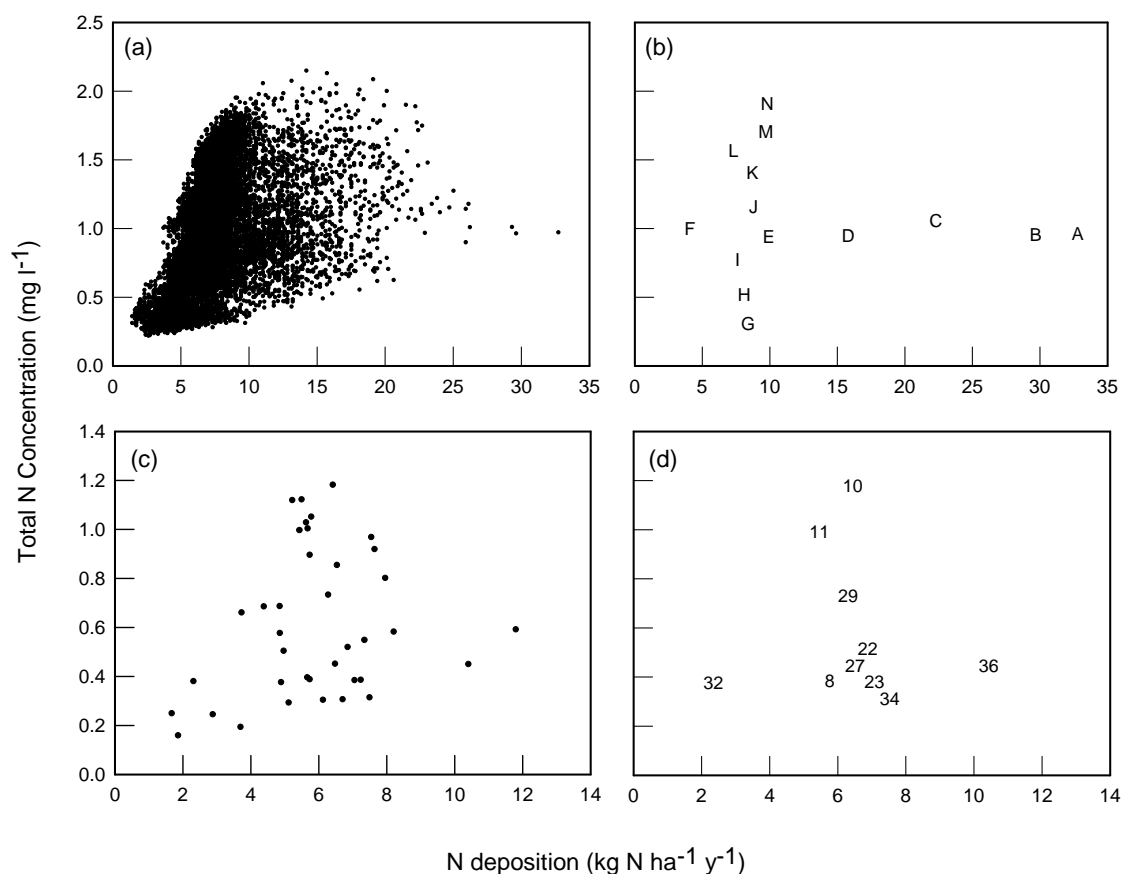 Total N Concentration (mg l-1)
(a)
2.5
2.0
1.5
1.0
0.5
0.0
0 5 10 15 20 25 30 35
(b)
N
M
L
K
J
F E D C B A
I
H
G
0 5 10 15 20 25 30 35
(c)
1.4
1.2
1.0
0.8
0.6
0.4
0.2
0.0
0 2 4 6 8 10 12 14
(d)
10
11
29
22
27 36
32 8 23
34
0 2 4 6 8 10 12 14
N deposition (kg N ha-1 y-1)